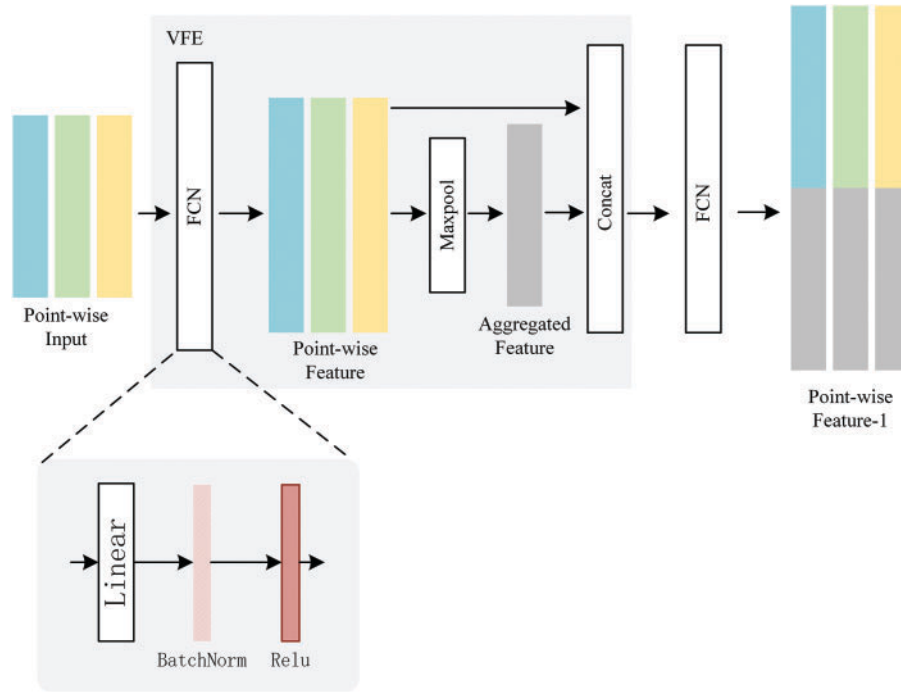 VFE
FCN
Maxpool
Concat
FCN
Point-wise
Input
Point-wise
Feature
Aggregated
Feature
Point-wise
Feature-1
Linear
BatchNorm
Relu